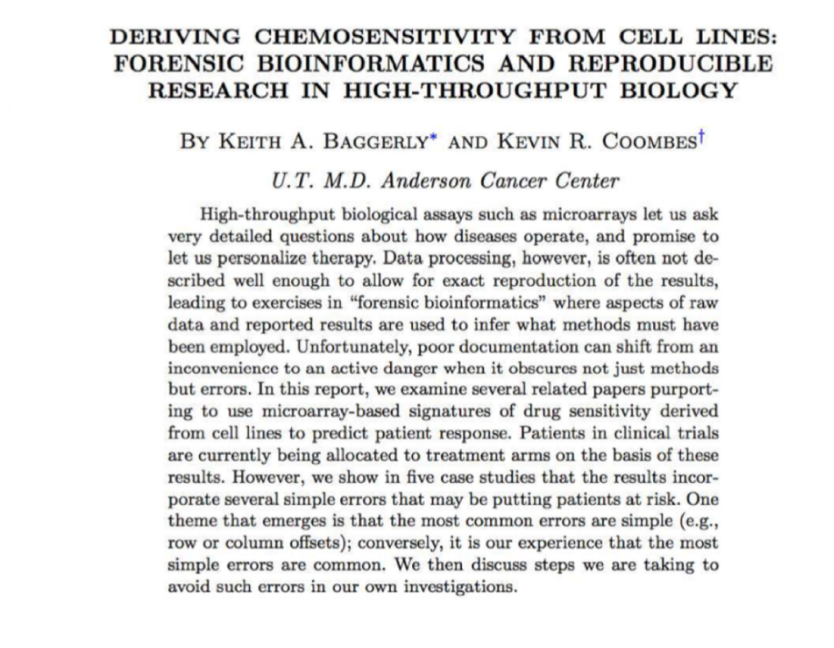 DERIVING CHEMOSENSITIVITY FROM CELL LINES:
FORENSIC BIOINFORMATICS AND REPRODUCIBLE
RESEARCH IN HIGH-THROUGHPUT BIOLOGY
BY KEITH A. BAGGERLY* AND KEVIN R. COOMBES†
U.T. M.D. Anderson Cancer Center
High-throughput biological assays such as microarrays let us ask
very detailed questions about how diseases operate, and promise to
let us personalize therapy. Data processing, however, is often not de-
scribed well enough to allow for exact reproduction of the results,
leading to exercises in “forensic bioinformatics” where aspects of raw
data and reported results are used to infer what methods must have
been employed. Unfortunately, poor documentation can shift from an
inconvenience to an active danger when it obscures not just methods
but errors. In this report, we examine several related papers purport-
ing to use microarray-based signatures of drug sensitivity derived
from cell lines to predict patient response. Patients in clinical trials
are currently being allocated to treatment arms on the basis of these
results. However, we show in five case studies that the results incor-
porate several simple errors that may be putting patients at risk. One
theme that emerges is that the most common errors are simple (e.g.,
row or column offsets); conversely, it is our experience that the most
simple errors are common. We then discuss steps we are taking to
avoid such errors in our own investigations.